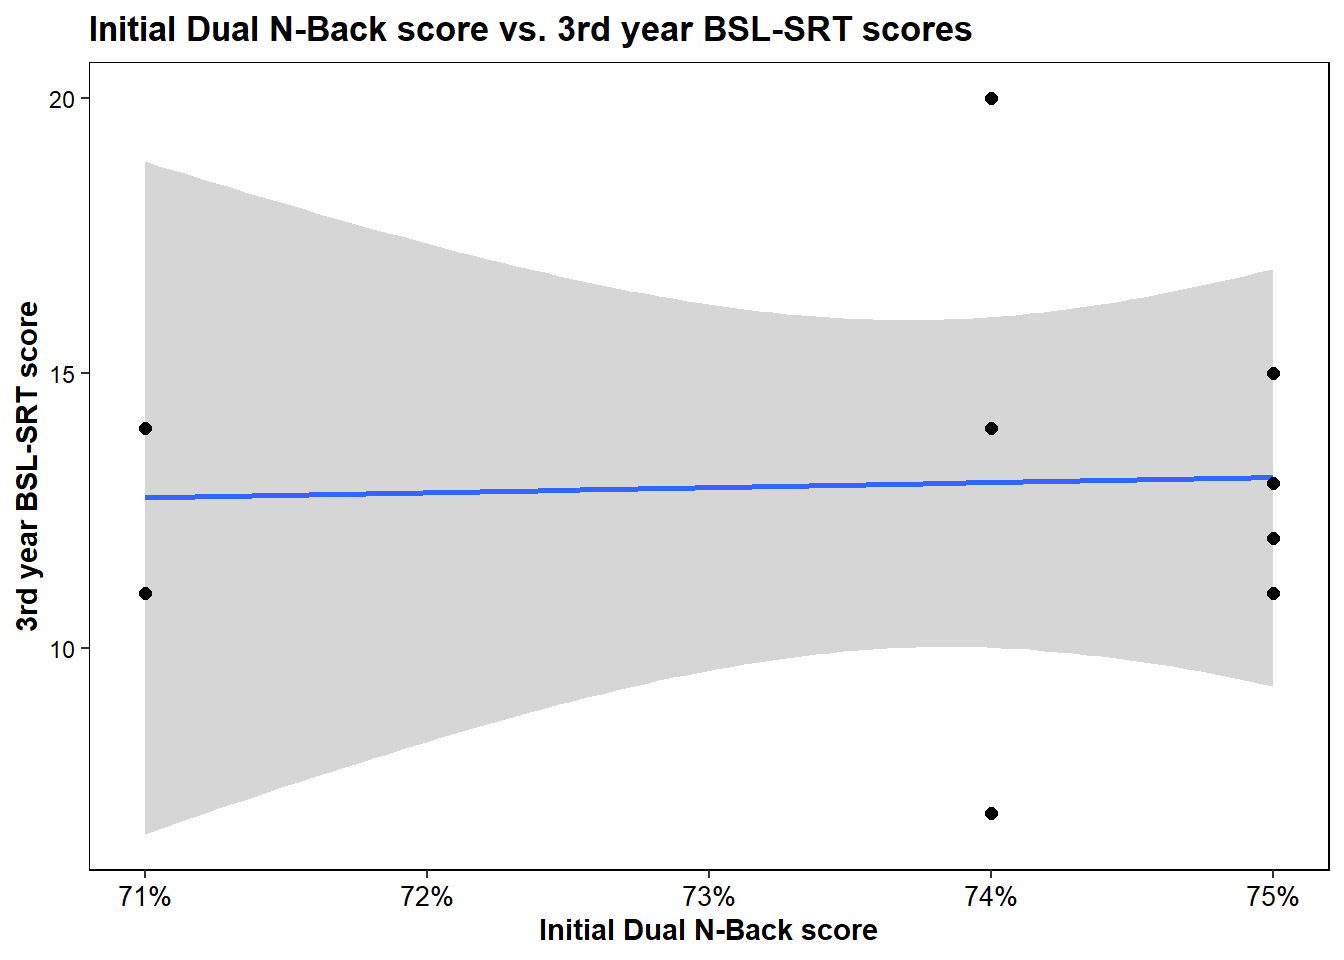 Initial Dual N-Back score vs. 3rd year BSL-SRT scores
20
15
10
3rd year BSL-SRT score
71% 72% 73% 74% 75%
Initial Dual N-Back score